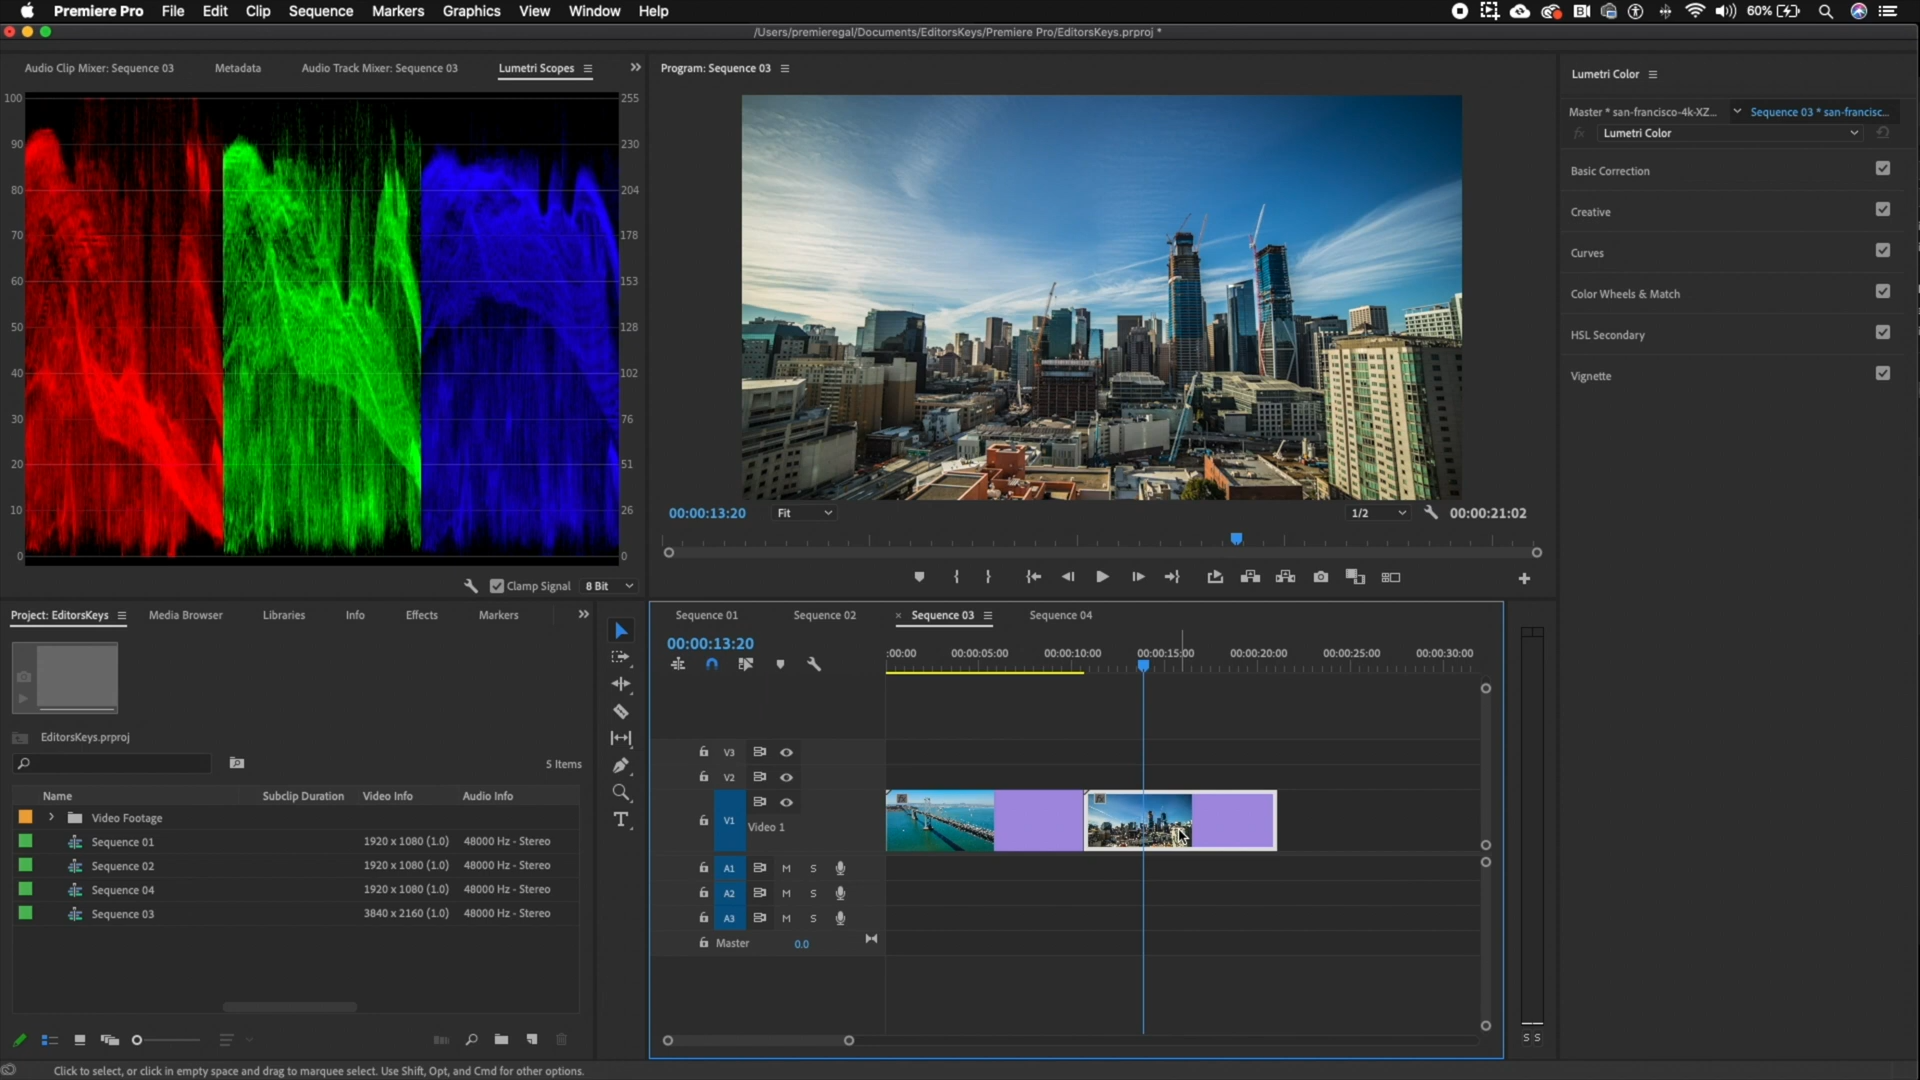 Premiere Pro File Edit Clip Sequence Markers Graphics View Window Help 60%
/Users/premieregal/Documents/EditorsKeys/Premiere Pro/EditorsKeys.prproj *
Audio Clip Mixer: Sequence 03 Metadata Audio Track Mixer: Sequence 03 Lumetri Scopes
100 255
90 230
80 204
70 178
60 153
50 128
40 102
30 76
20 51
10 26
0 0
Clamp Signal 8 Bit
Program: Sequence 03
00:00:13:20 Fit 1/2 00:00:21:02
Lumetri Color
Master * san-francisco-4k-XZ... Sequence 03 * san-francisc...
fx Lumetri Color
Basic Correction
Creative
Curves
Color Wheels & Match
HSL Secondary
Vignette
Project: EditorsKeys Media Browser Libraries Info Effects Markers
EditorsKeys.prproj
5 Items
Name Subclip Duration Video Info Audio Info
Video Footage
Sequence 01 1920 x 1080 (1.0) 48000 Hz - Stereo
Sequence 02 1920 x 1080 (1.0) 48000 Hz - Stereo
Sequence 04 1920 x 1080 (1.0) 48000 Hz - Stereo
Sequence 03 3840 x 2160 (1.0) 48000 Hz - Stereo
Sequence 01 Sequence 02 × Sequence 03 Sequence 04
00:00:13:20
:00:00 00:00:05:00 00:00:10:00 00:00:15:00 00:00:20:00 00:00:25:00 00:00:30:00
V3
V2
V1 Video 1
A1 M S
A2 M S
A3 M S
Master 0.0
S S
Click to select, or click in empty space and drag to marquee select. Use Shift, Opt, and Cmd for other options.